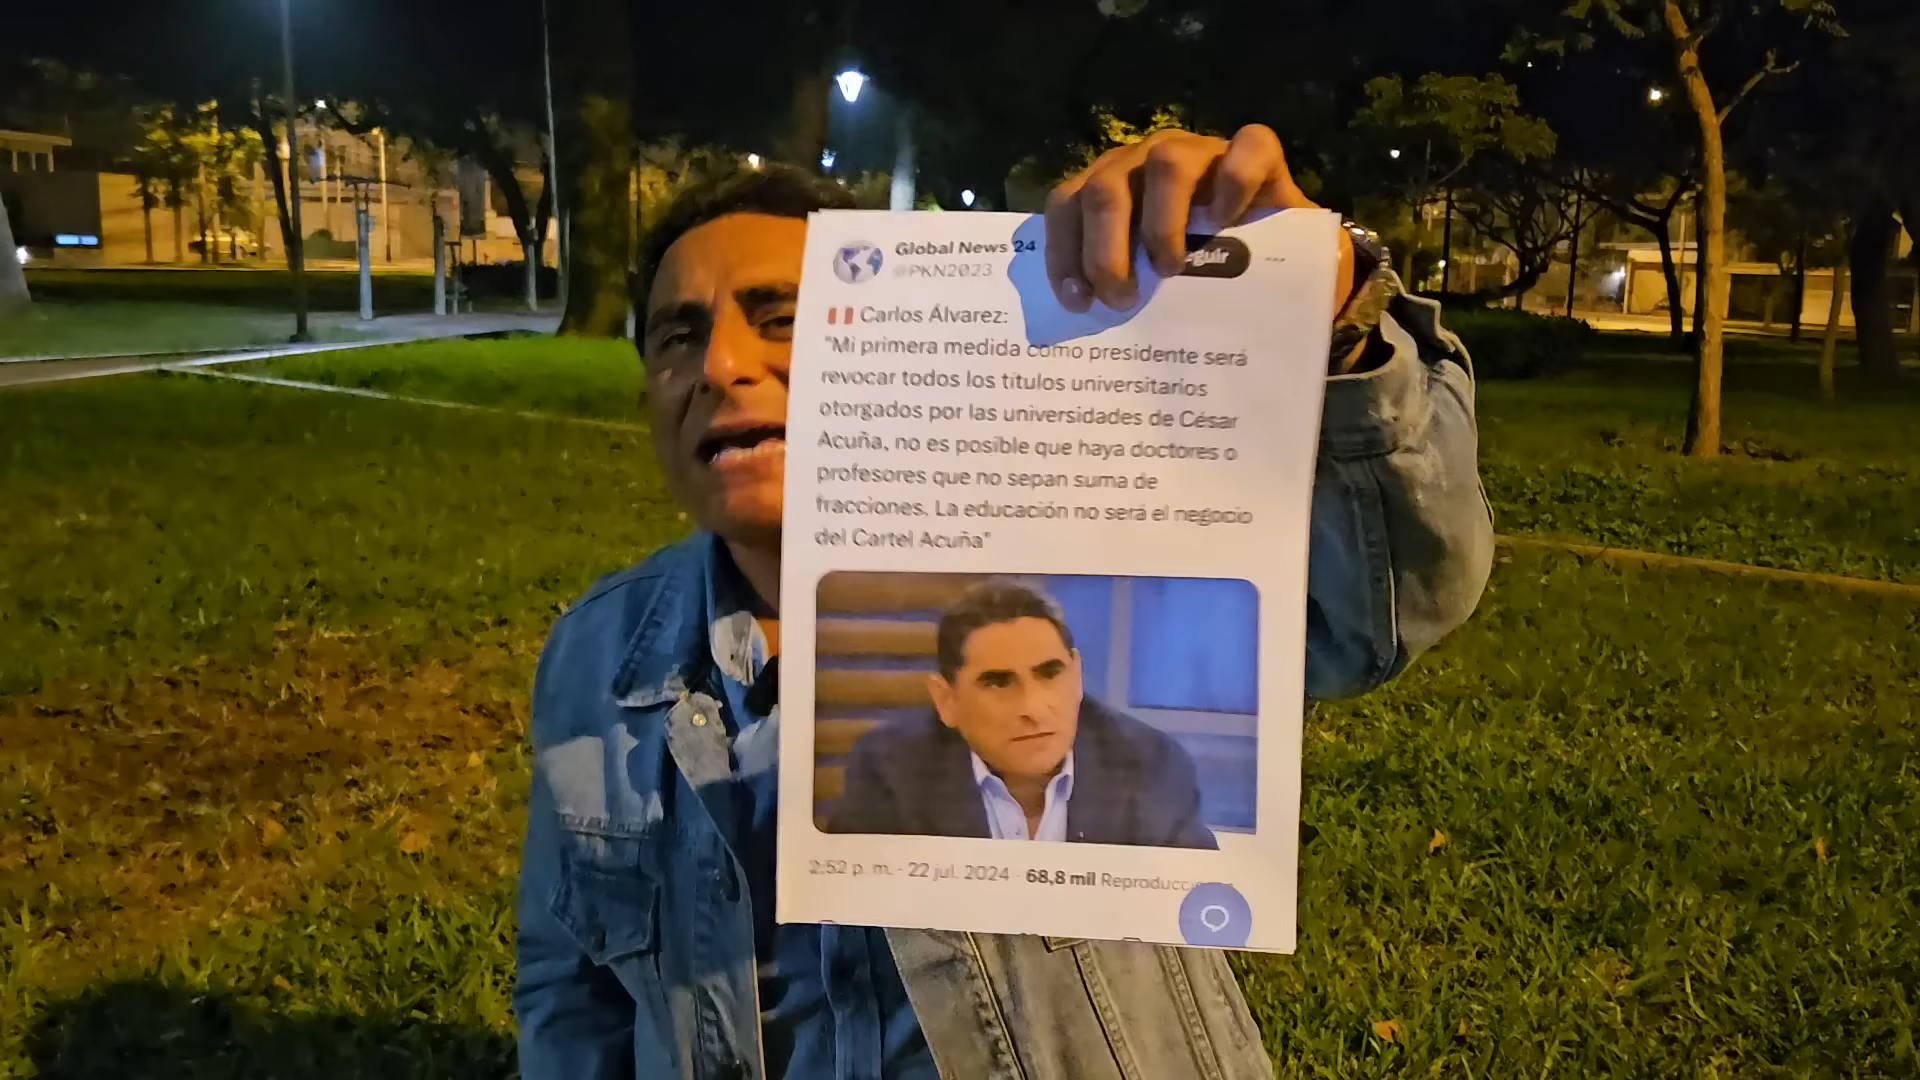 Global News 24
@PKN2023
guir
Carlos Álvarez:
"Mi primera medida como presidente será
revocar todos los títulos universitarios
otorgados por las universidades de César
Acuña, no es posible que haya doctores o
profesores que no sepan suma de
fracciones. La educación no será el negocio
del Cartel Acuña"
2:52 p. m. - 22 jul. 2024 · 68,8 mil Reproducci